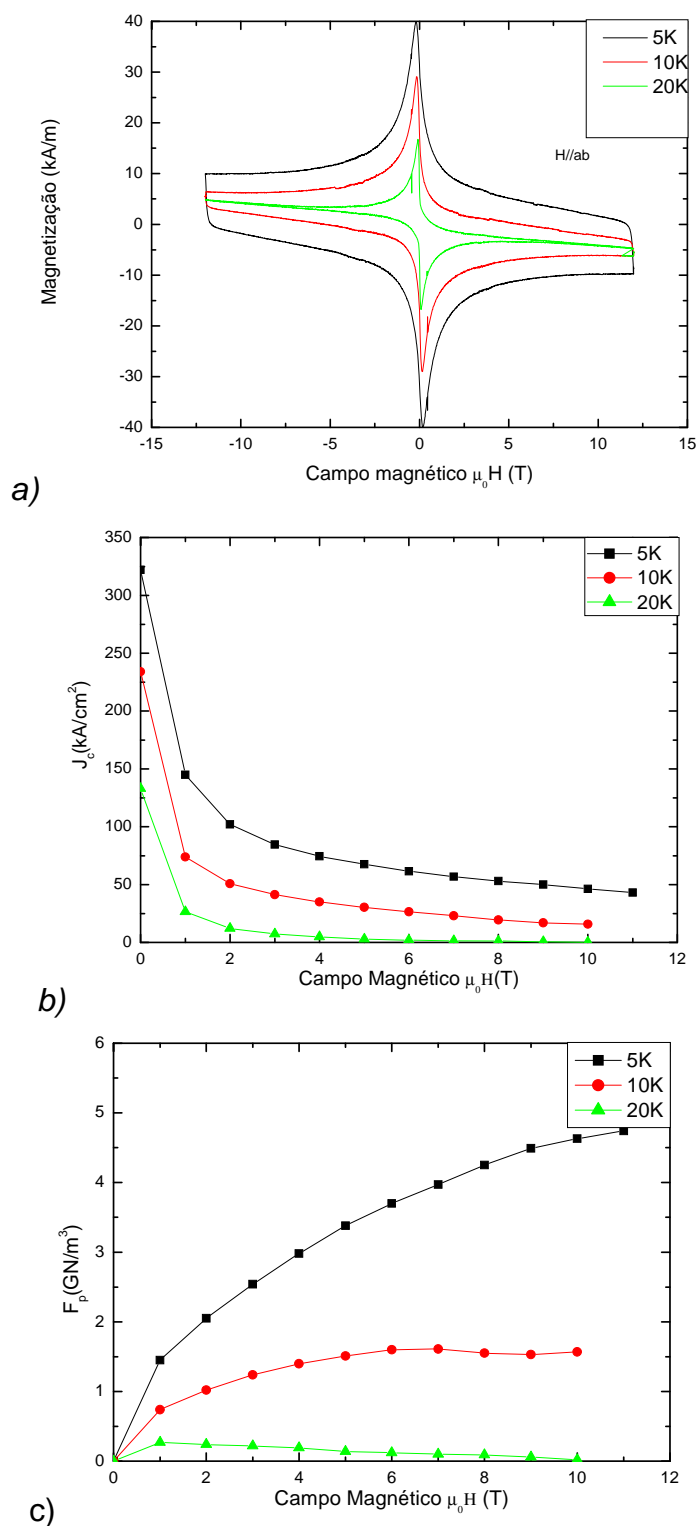 40
30
20
10
0
-10
-20
-30
-40
Magnetização (kA/m)
5K
10K
20K
H//ab
-15
-10
-5
0
5
10
15
Campo magnético μ₀H (T)
a)
350
300
250
200
150
100
50
0
J_c(kA/cm²)
5K
10K
20K
0
2
4
6
8
10
12
Campo Magnético μ₀H(T)
b)
6
5
4
3
2
1
0
F_p(GN/m³)
5K
10K
20K
0
2
4
6
8
10
12
Campo Magnético μ₀H (T)
c)